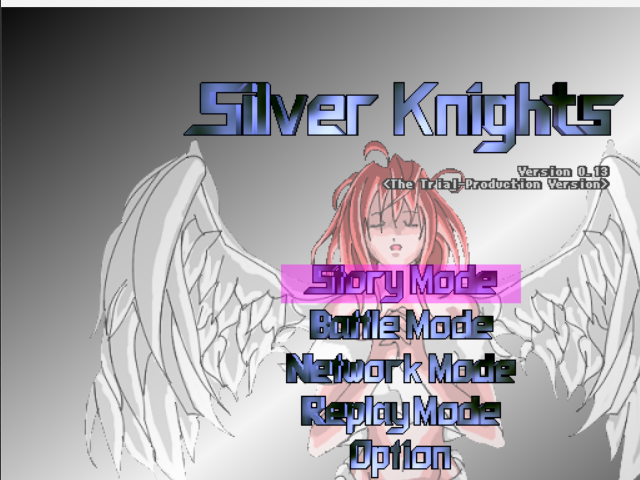 Silver Knights
Version 0.13
<The Trial-Production Version>
Story Mode
Battle Mode
Network Mode
Replay Mode
Option